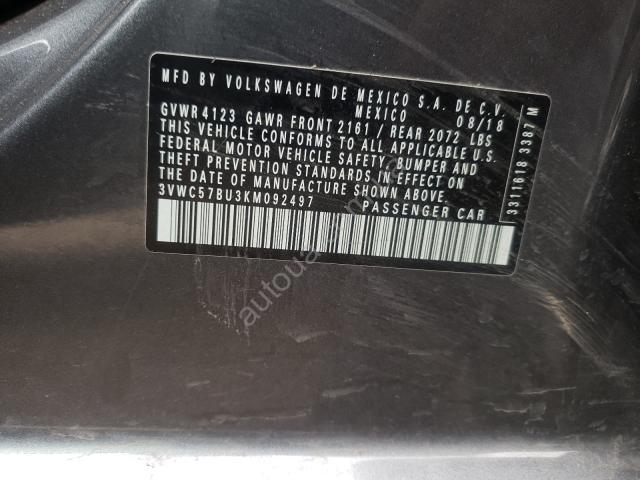 MFD BY VOLKSWAGEN DE MEXICO S.A. DE C.V.
MEXICO 08/18
GVWR 4123 GAWR FRONT 2161 / REAR 2072 LBS
THIS VEHICLE CONFORMS TO ALL APPLICABLE U.S.
FEDERAL MOTOR VEHICLE SAFETY, BUMPER AND
THEFT PREVENTION STANDARDS IN EFFECT ON
THE DATE OF MANUFACTURE SHOWN ABOVE.
3VWC57BU3KM092497 PASSENGER CAR
33111618 3387 M